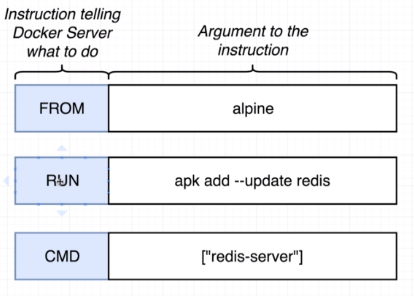 Instruction telling
Docker Server
what to do
Argument to the
instruction
FROM
alpine
RUN
apk add --update redis
CMD
["redis-server"]